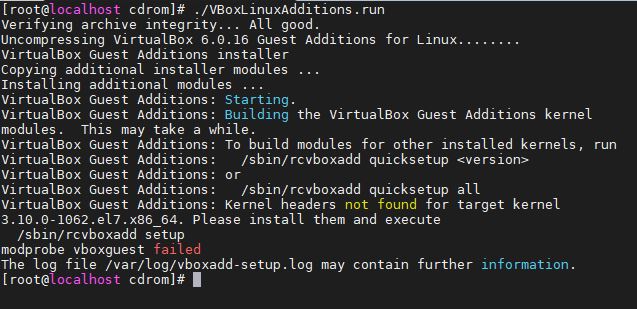 [root@localhost cdrom]# ./VBoxLinuxAdditions.run
Verifying archive integrity... All good.
Uncompressing VirtualBox 6.0.16 Guest Additions for Linux........
VirtualBox Guest Additions installer
Copying additional installer modules ...
Installing additional modules ...
VirtualBox Guest Additions: Starting.
VirtualBox Guest Additions: Building the VirtualBox Guest Additions kernel
modules.  This may take a while.
VirtualBox Guest Additions: To build modules for other installed kernels, run
VirtualBox Guest Additions:   /sbin/rcvboxadd quicksetup <version>
VirtualBox Guest Additions: or
VirtualBox Guest Additions:   /sbin/rcvboxadd quicksetup all
VirtualBox Guest Additions: Kernel headers not found for target kernel
3.10.0-1062.el7.x86_64. Please install them and execute
  /sbin/rcvboxadd setup
modprobe vboxguest failed
The log file /var/log/vboxadd-setup.log may contain further information.
[root@localhost cdrom]#